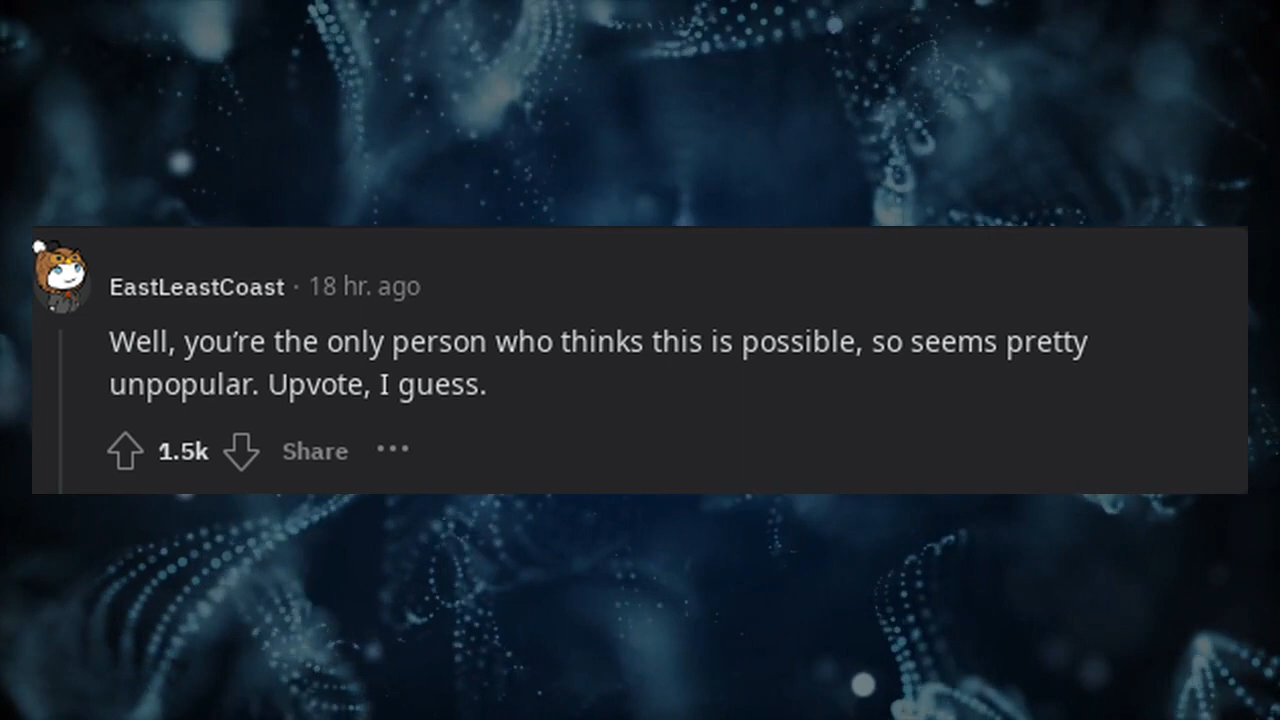 EastLeastCoast · 18 hr. ago
Well, you’re the only person who thinks this is possible, so seems pretty
unpopular. Upvote, I guess.
1.5k Share •••